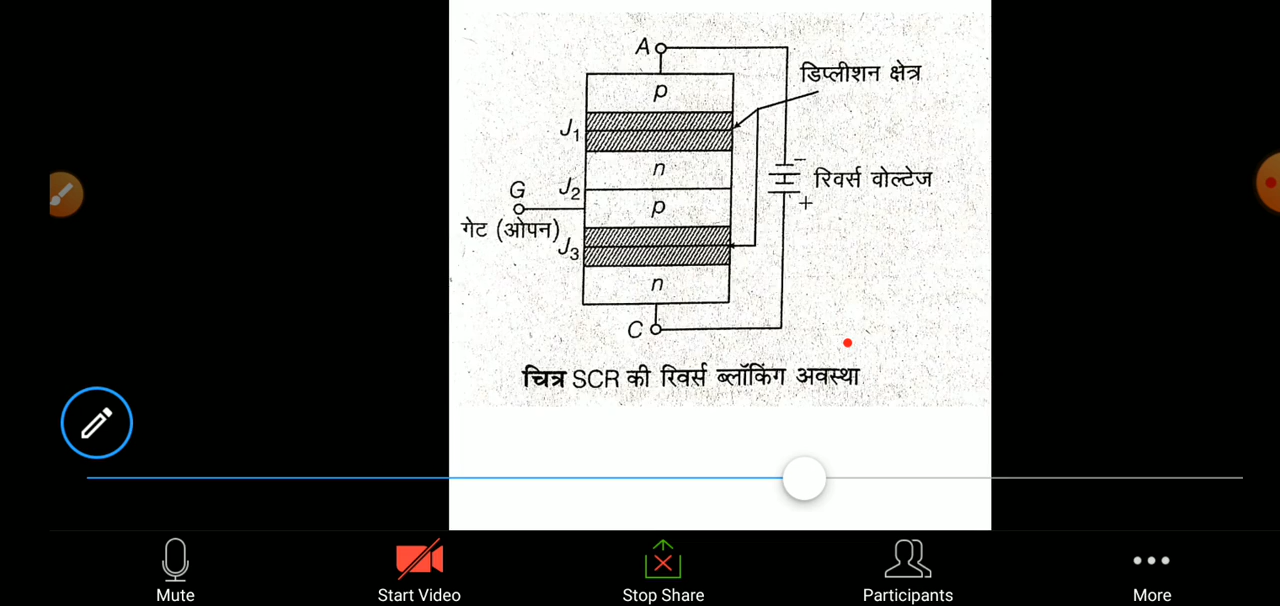 A
डिप्लीशन क्षेत्र
p
J1
n
−
रिवर्स वोल्टेज
G
J2
p
+
गेट (ओपन)
J3
n
C
चित्र SCR की रिवर्स ब्लॉकिंग अवस्था
Mute
Start Video
Stop Share
Participants
More